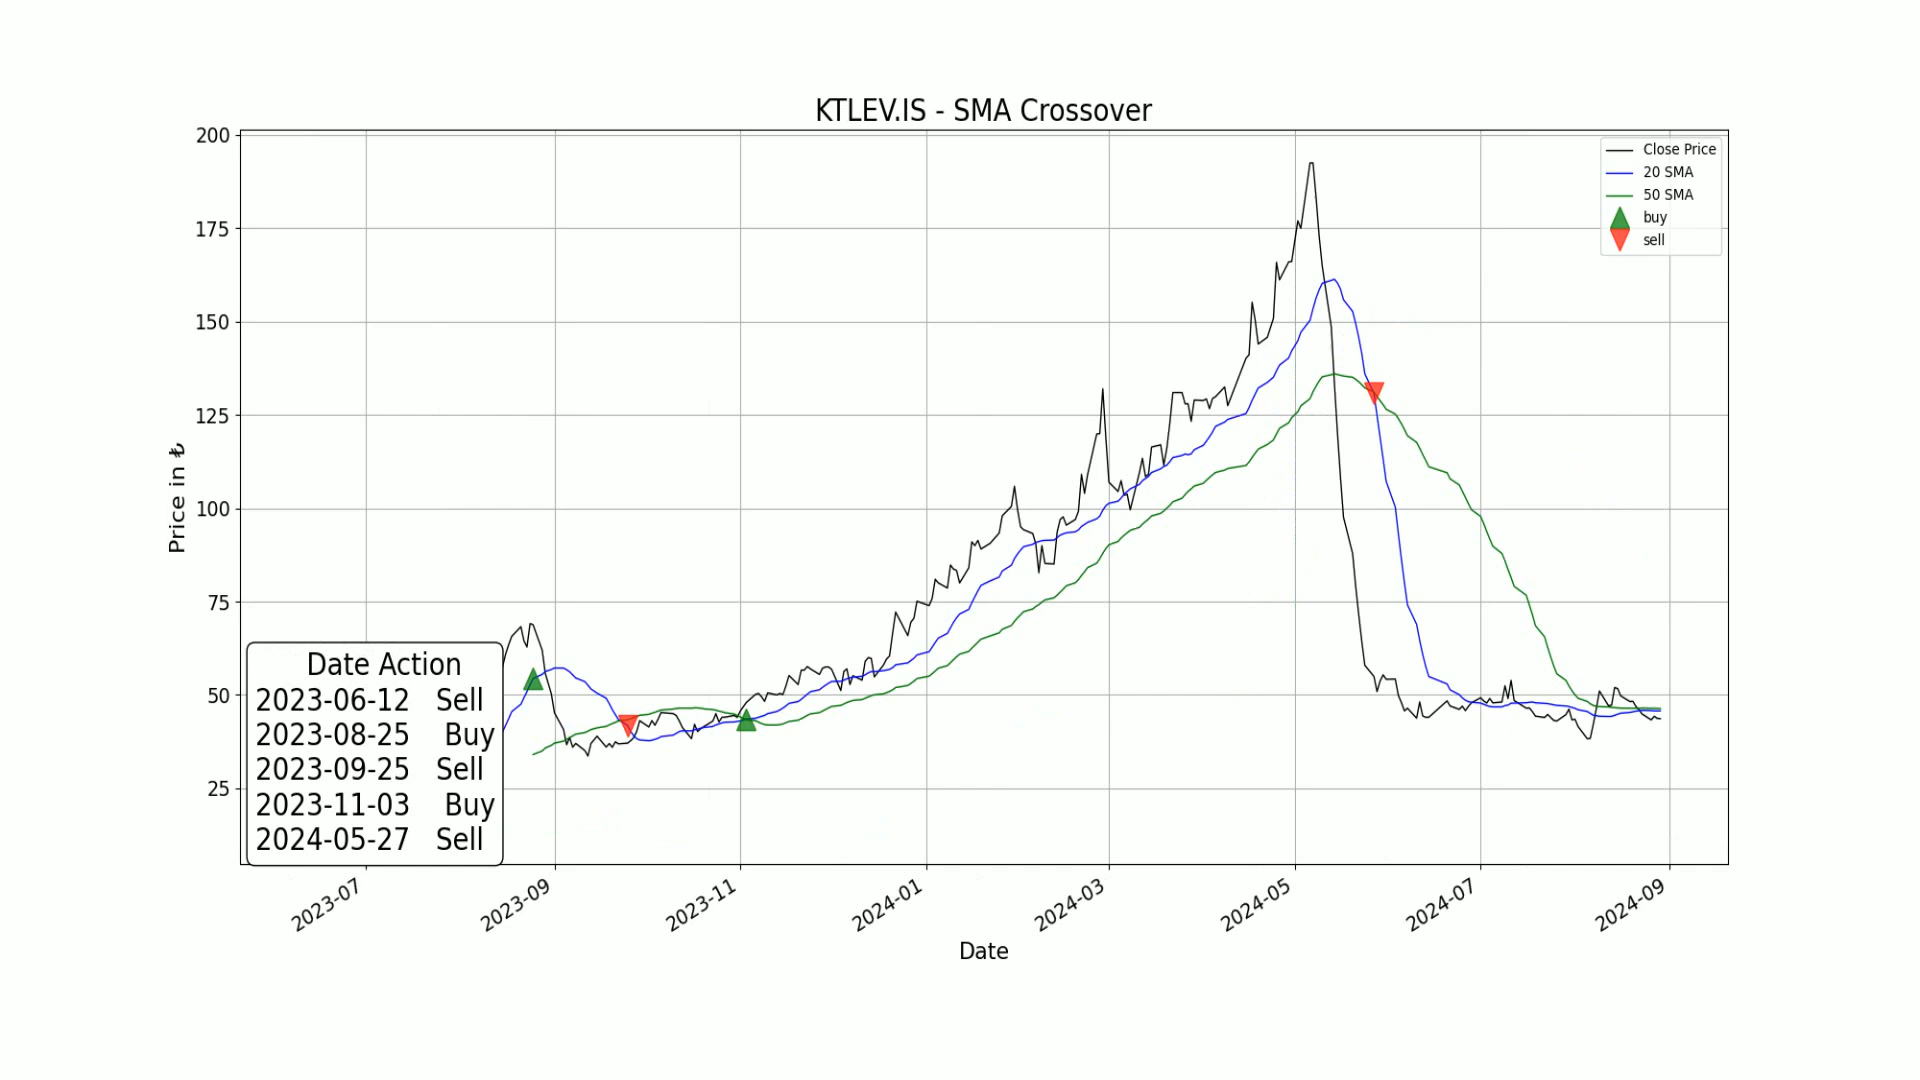 KTLEV.IS - SMA Crossover
200
175
150
125
100
75
50
25
Price in ₺
Close Price
20 SMA
50 SMA
buy
sell
Date Action
2023-06-12 Sell
2023-08-25 Buy
2023-09-25 Sell
2023-11-03 Buy
2024-05-27 Sell
2023-07
2023-09
2023-11
2024-01
2024-03
2024-05
2024-07
2024-09
Date